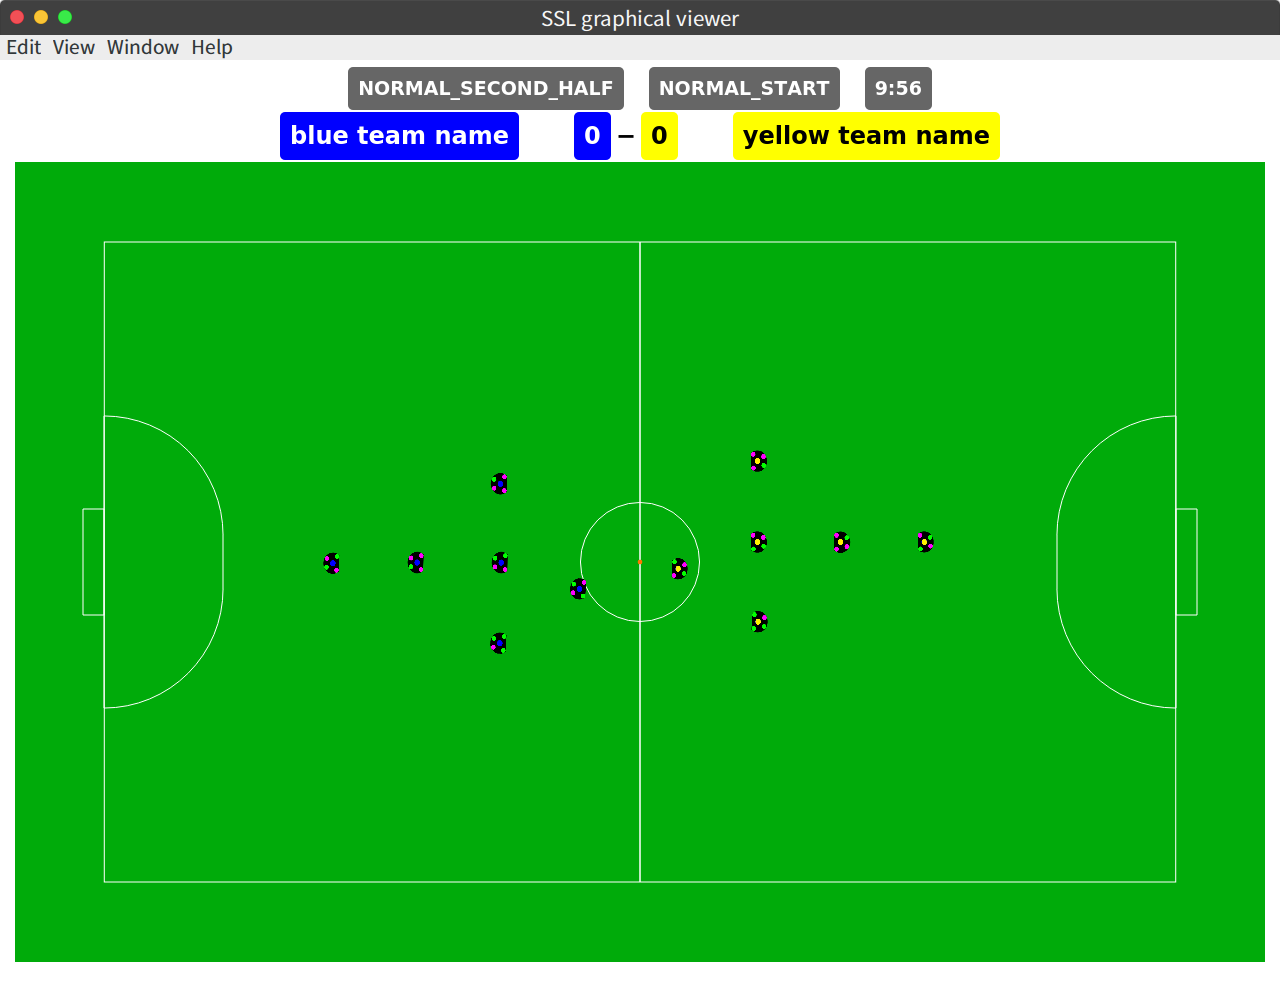 SSL graphical viewer
Edit View Window Help
NORMAL_SECOND_HALF NORMAL_START 9:56
blue team name 0 – 0 yellow team name